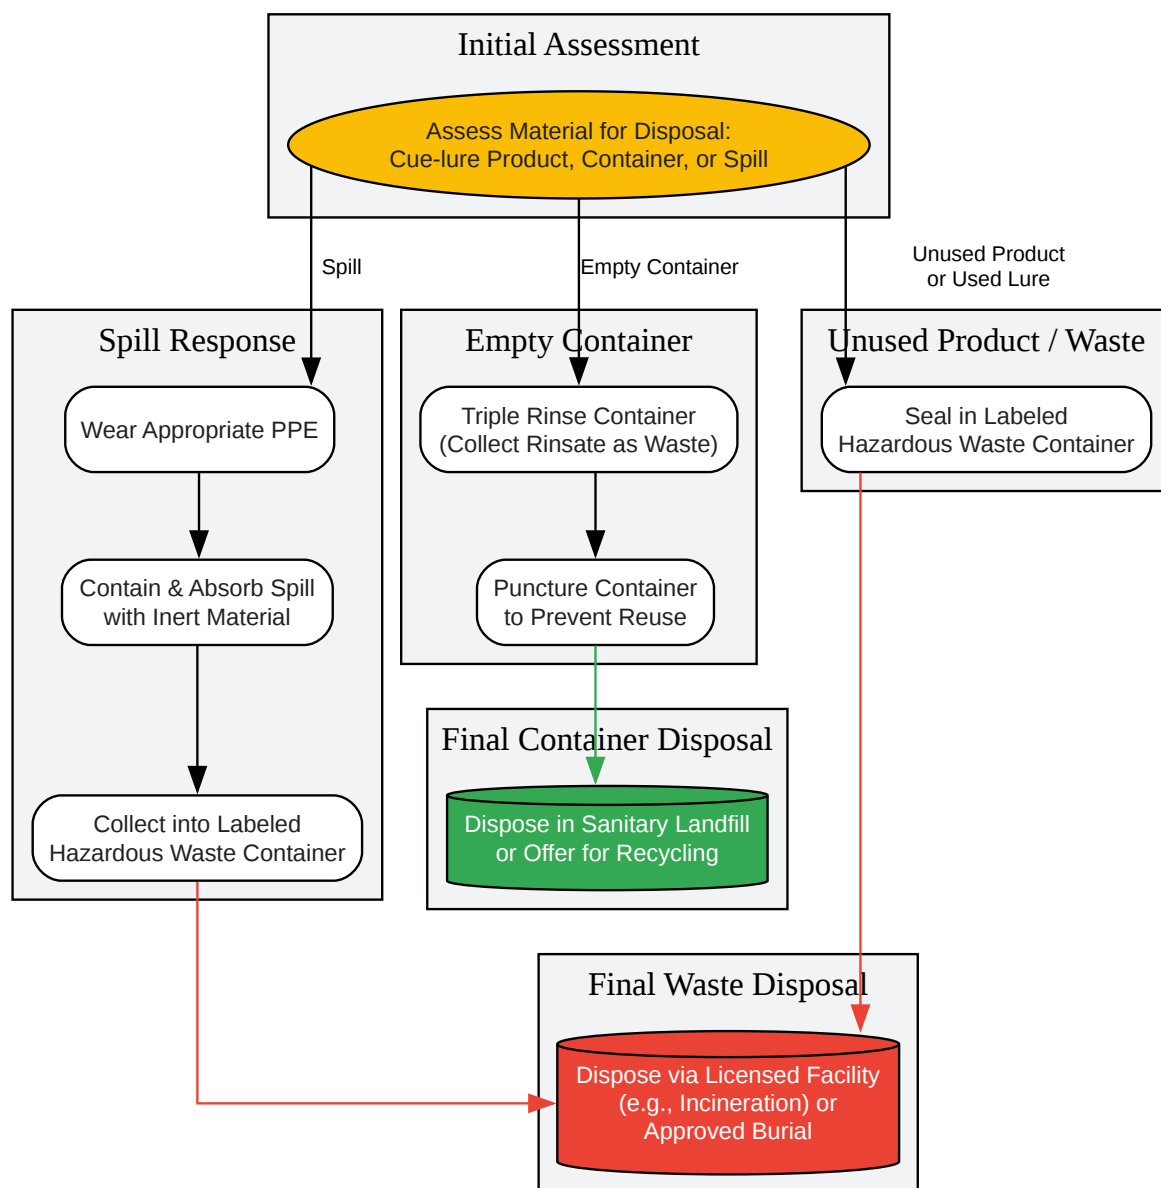 Initial Assessment
Assess Material for Disposal:
Cue-lure Product, Container, or Spill
Spill
Empty Container
Unused Product
or Used Lure
Spill Response
Wear Appropriate PPE
Contain & Absorb Spill
with Inert Material
Collect into Labeled
Hazardous Waste Container
Empty Container
Triple Rinse Container
(Collect Rinsate as Waste)
Puncture Container
to Prevent Reuse
Unused Product / Waste
Seal in Labeled
Hazardous Waste Container
Final Container Disposal
Dispose in Sanitary Landfill
or Offer for Recycling
Final Waste Disposal
Dispose via Licensed Facility
(e.g., Incineration) or
Approved Burial